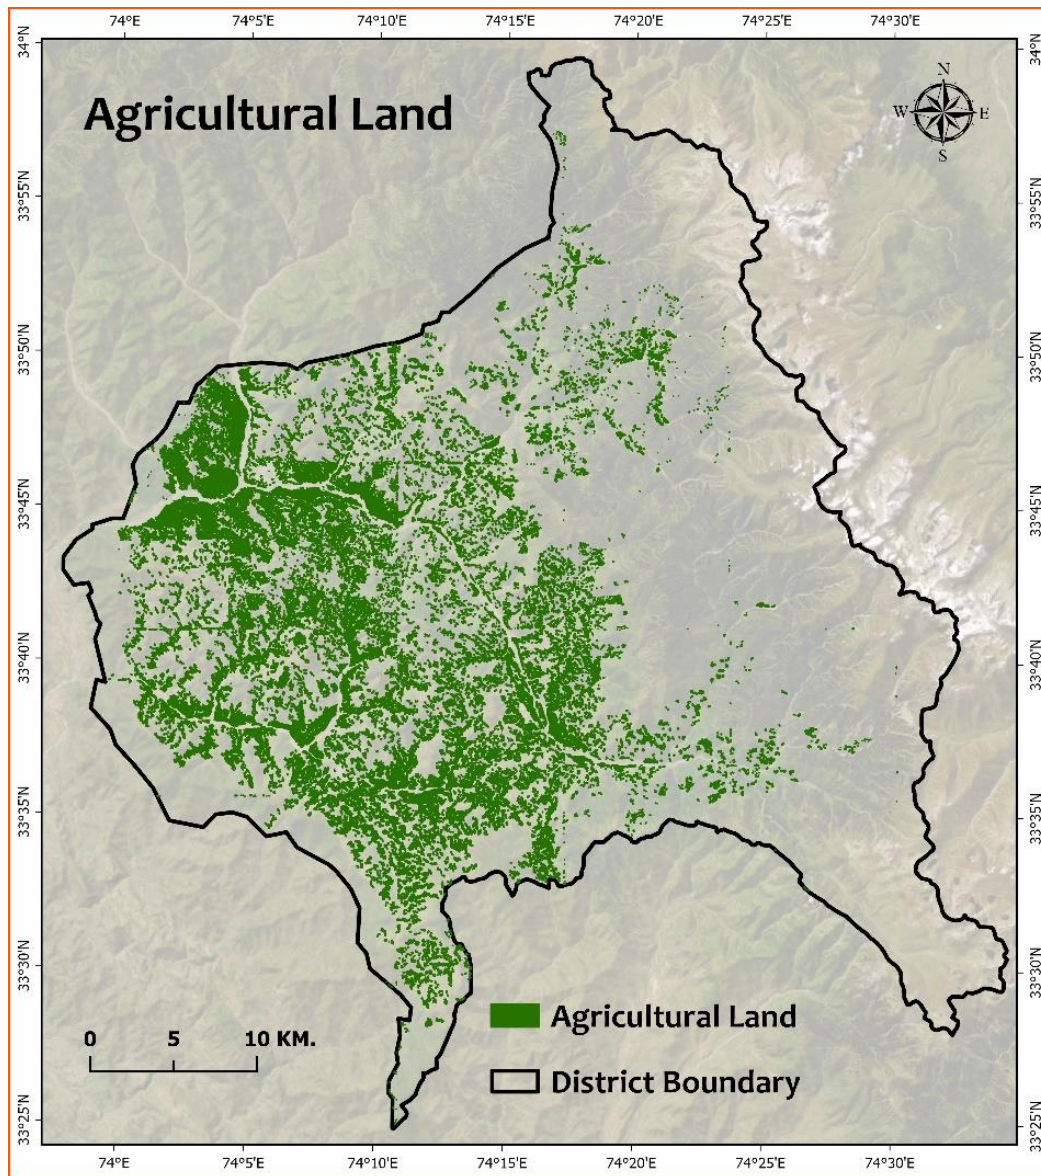 74°E 74°5'E 74°10'E 74°15'E 74°20'E 74°25'E 74°30'E
34°N 34°N
Agricultural Land
N
W E
S
33°55'N 33°55'N
33°50'N 33°50'N
33°45'N 33°45'N
33°40'N 33°40'N
33°35'N 33°35'N
33°30'N 33°30'N
Agricultural Land
0 5 10 KM.
District Boundary
33°25'N 33°25'N
74°E 74°5'E 74°10'E 74°15'E 74°20'E 74°25'E 74°30'E